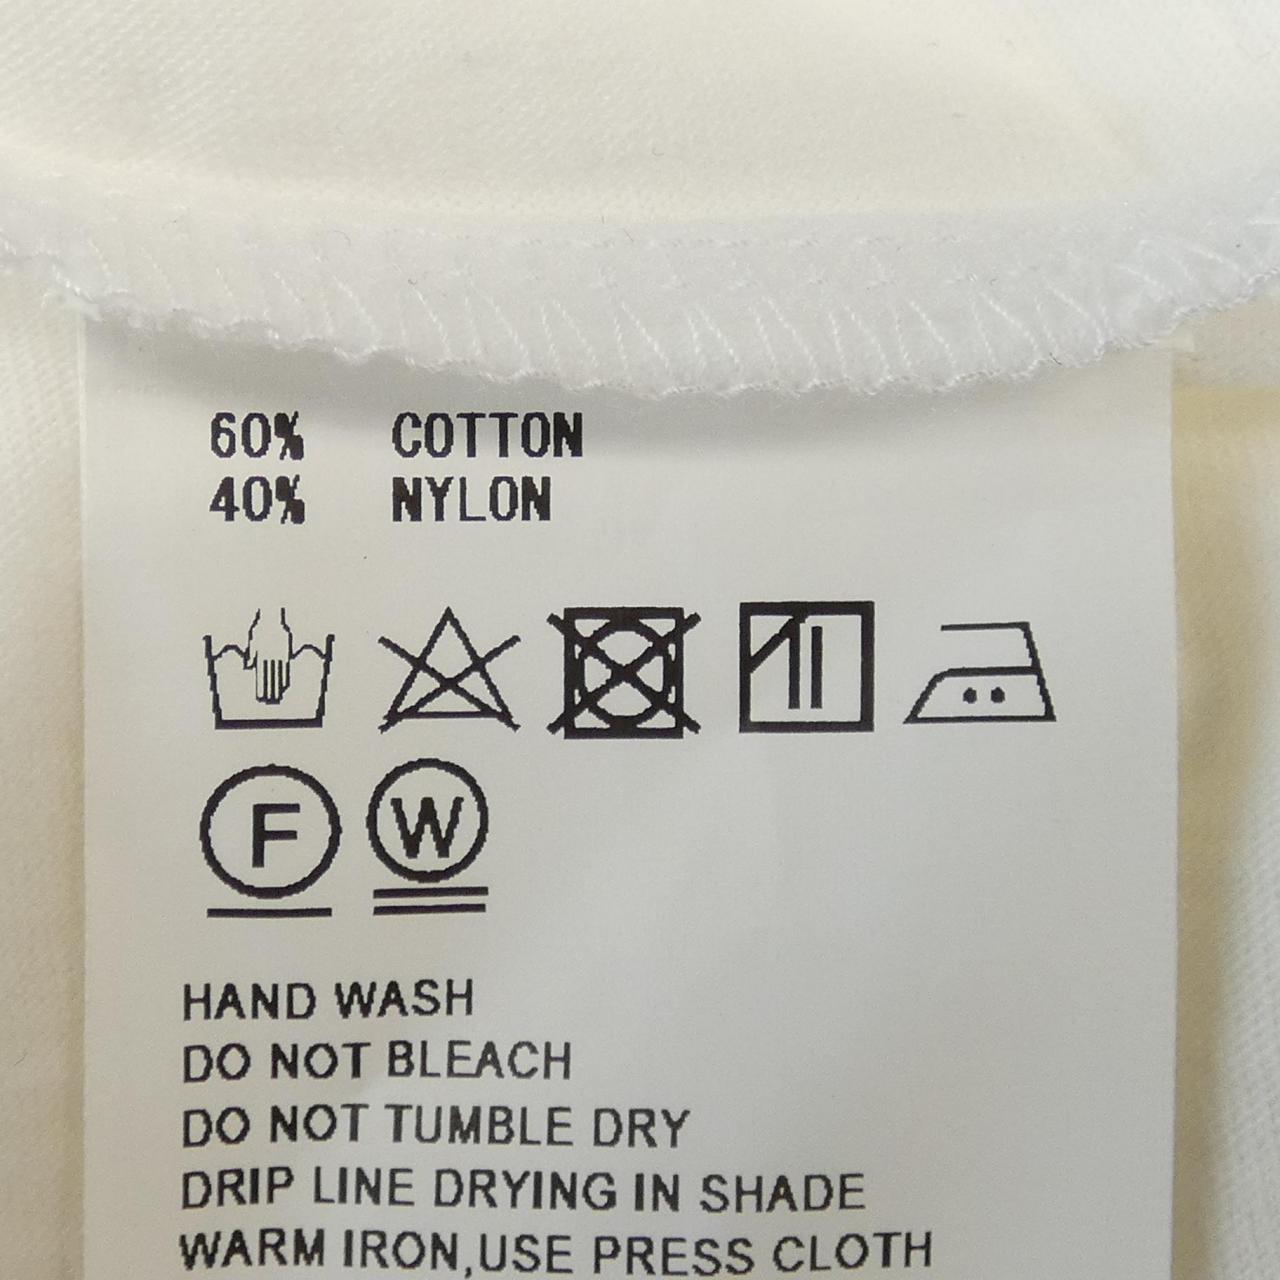 60% COTTON
40% NYLON
F W
HAND WASH
DO NOT BLEACH
DO NOT TUMBLE DRY
DRIP LINE DRYING IN SHADE
WARM IRON,USE PRESS CLOTH